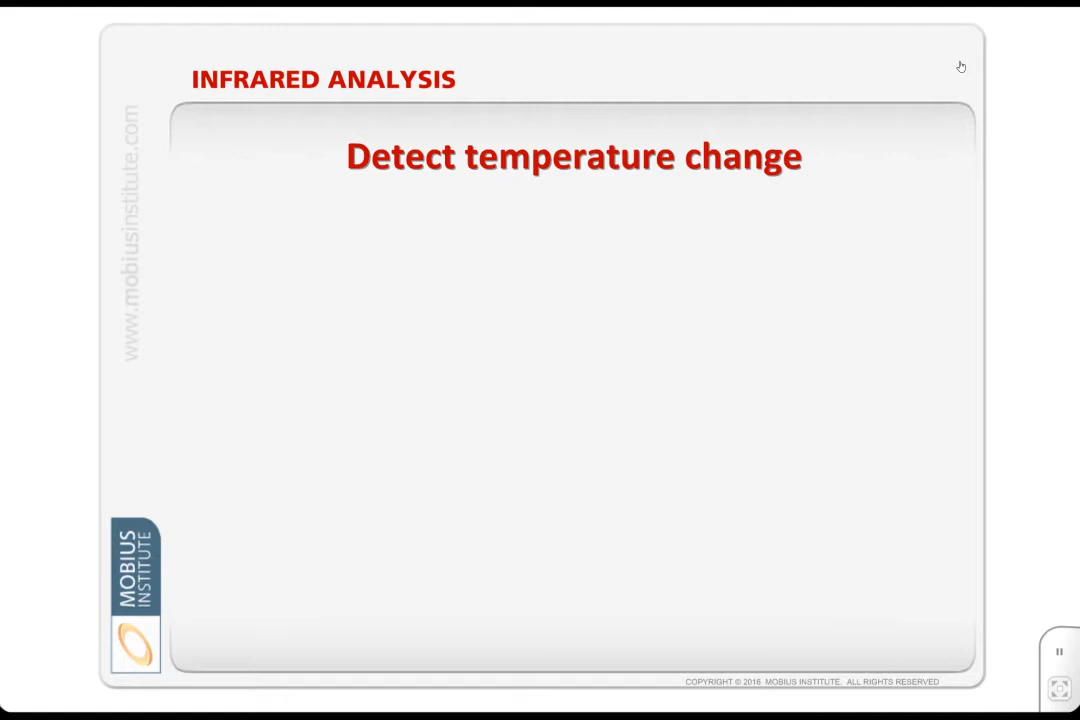 INFRARED ANALYSIS
Detect temperature change
www.mobiusinstitute.com
MOBIUS
INSTITUTE
COPYRIGHT © 2016 MOBIUS INSTITUTE. ALL RIGHTS RESERVED